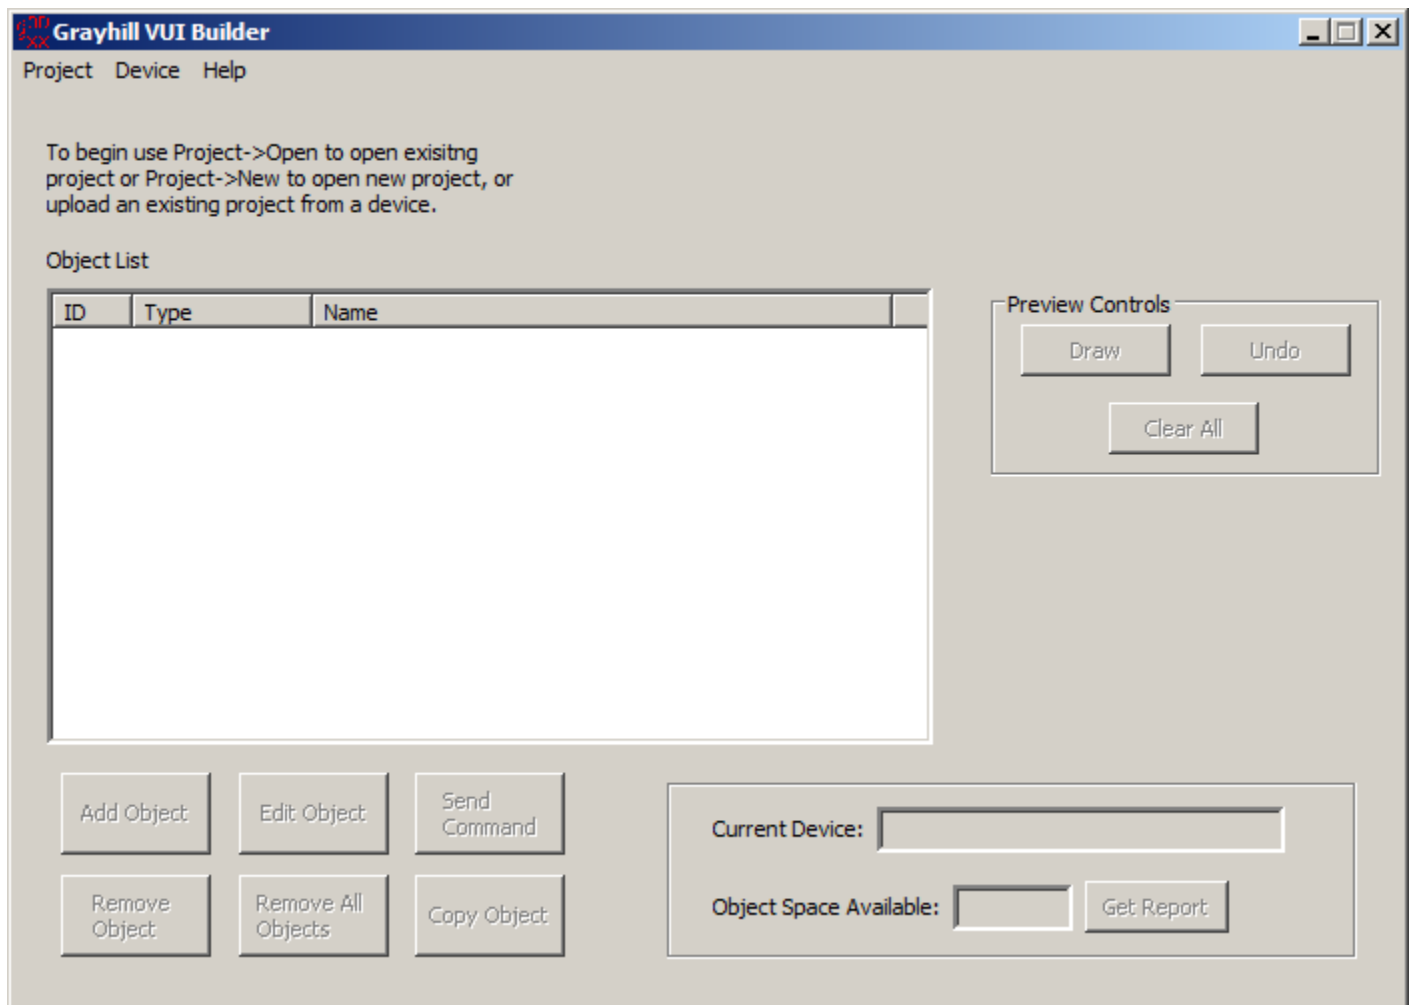 Grayhill VUI Builder
Project Device Help
To begin use Project->Open to open exisitng
project or Project->New to open new project, or
upload an existing project from a device.
Object List
ID Type Name
Preview Controls
Draw Undo
Clear All
Add Object
Edit Object
Send
Command
Remove
Object
Remove All
Objects
Copy Object
Current Device:
Object Space Available:
Get Report